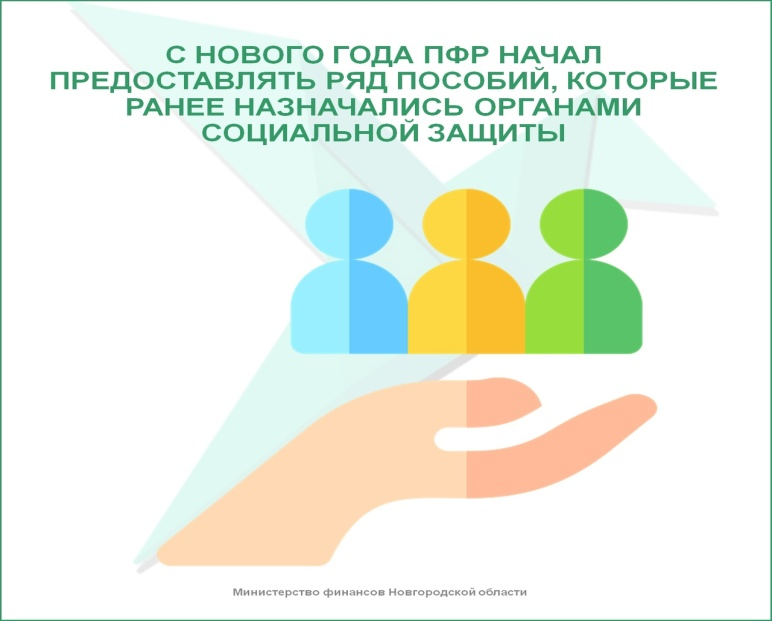 С НОВОГО ГОДА ПФР НАЧАЛ
ПРЕДОСТАВЛЯТЬ РЯД ПОСОБИЙ, КОТОРЫЕ
РАНЕЕ НАЗНАЧАЛИСЬ ОРГАНАМИ
СОЦИАЛЬНОЙ ЗАЩИТЫ
Министерство финансов Новгородской области